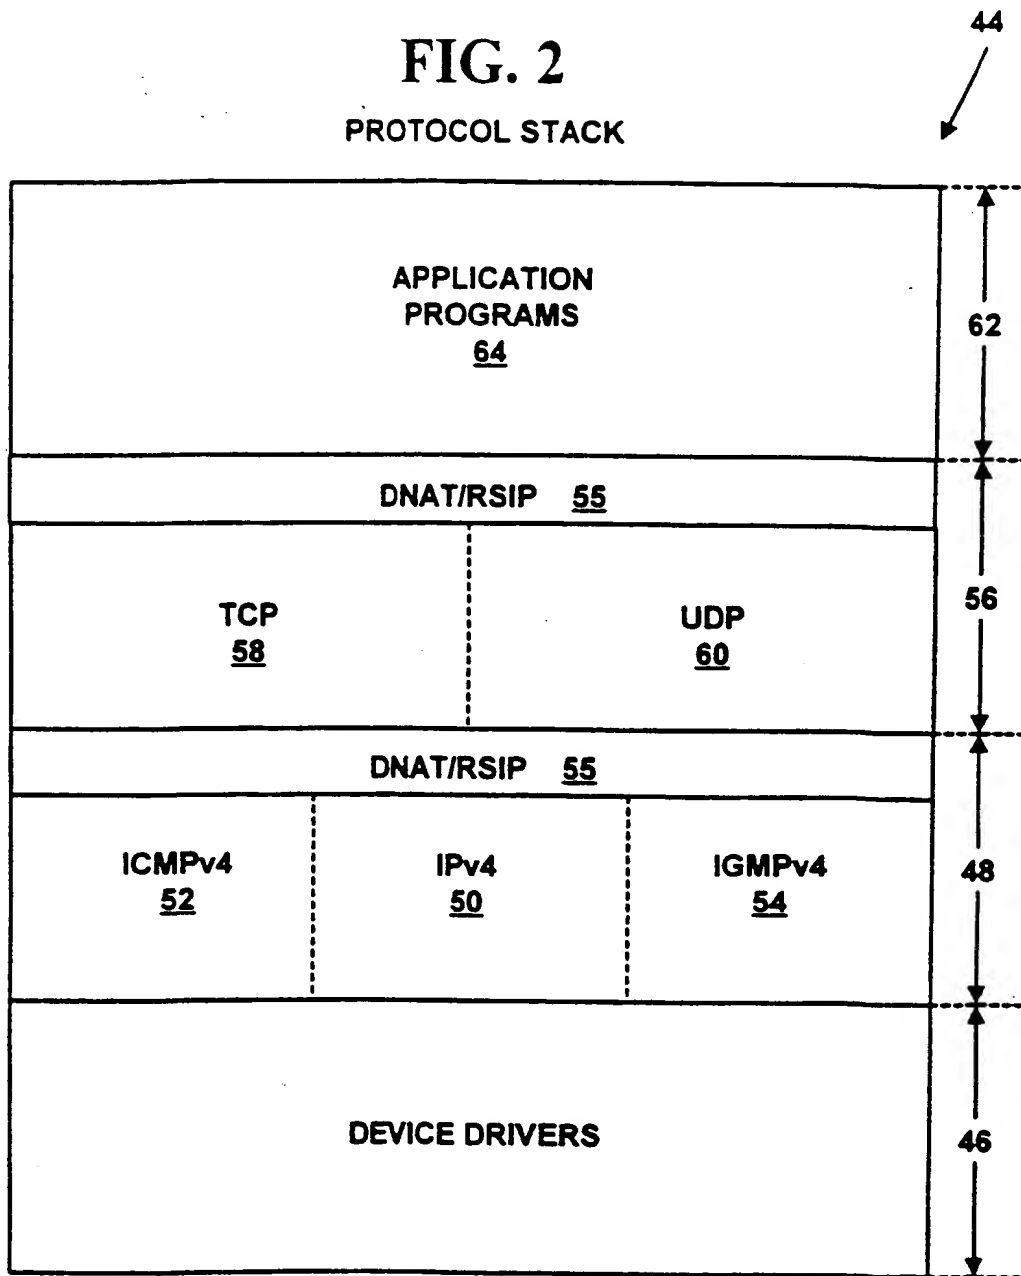 44
FIG. 2
PROTOCOL STACK
APPLICATION
PROGRAMS
64
62
DNAT/RSIP 55
TCP
58
UDP
60
56
DNAT/RSIP 55
ICMPv4
52
IPv4
50
IGMPv4
54
48
DEVICE DRIVERS
46